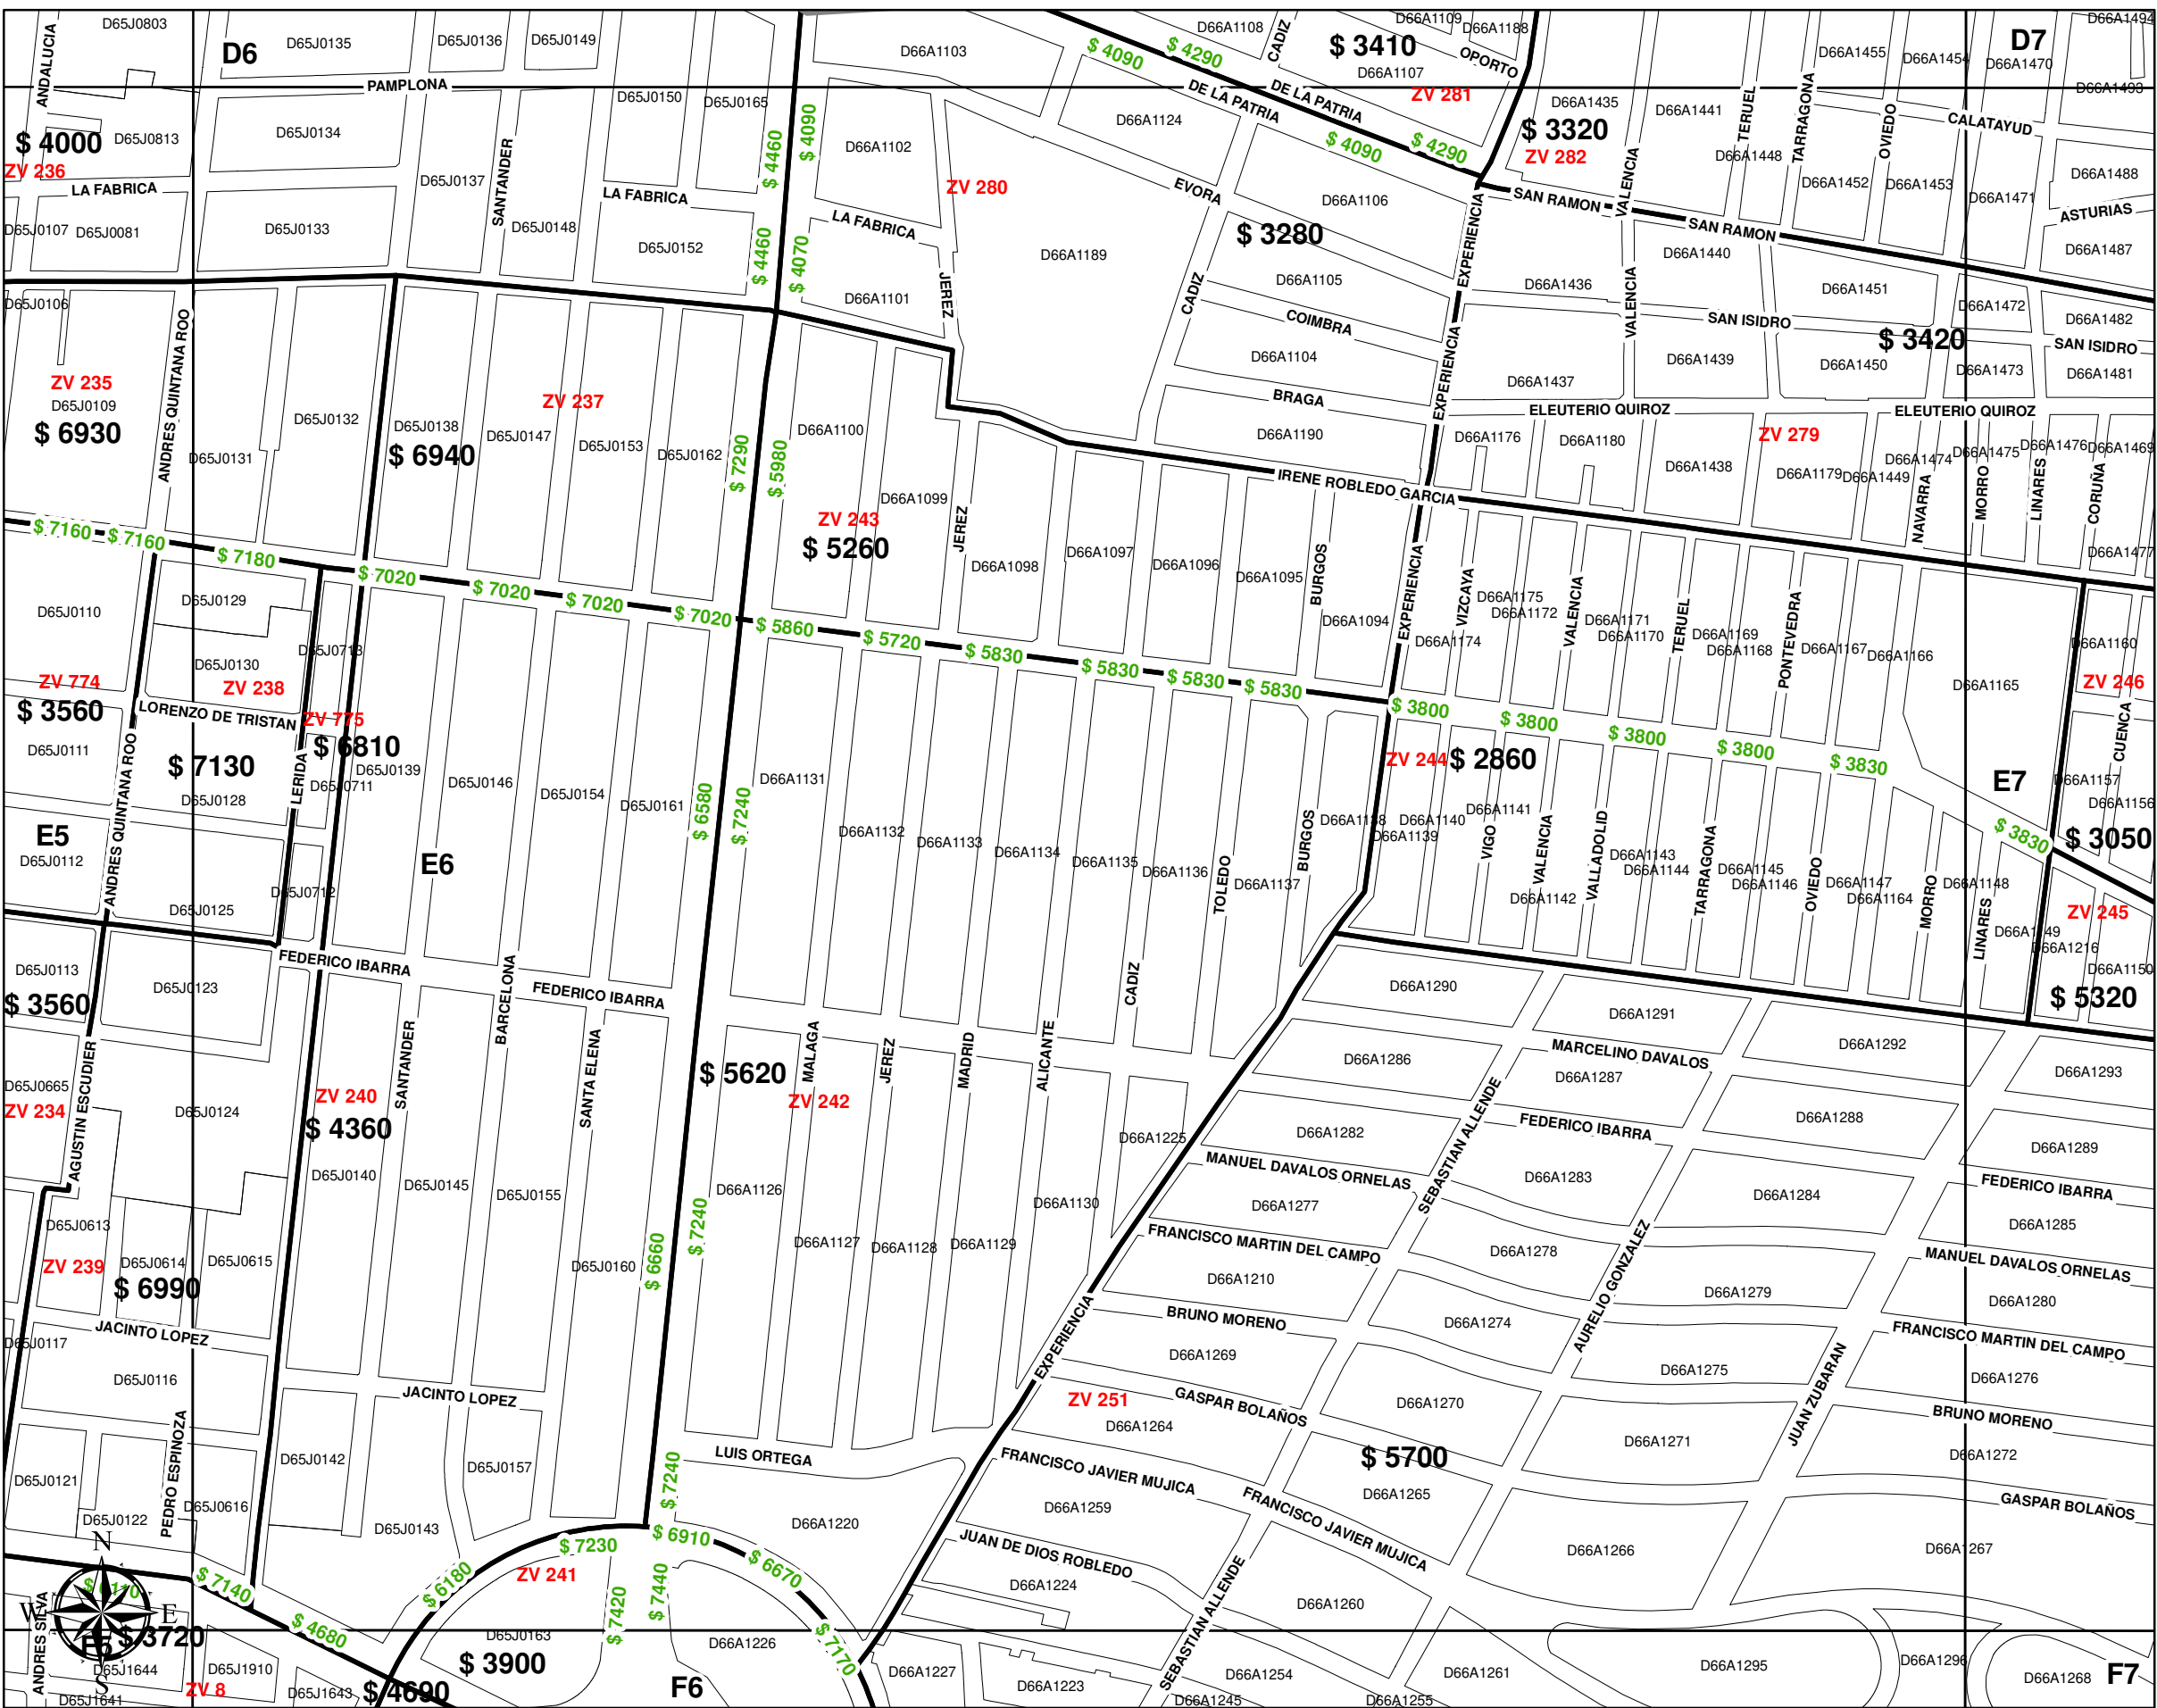 D65J0803
D6
D65J0135
D65J0136
D65J0149
D66A1103
D66A1108
CADIZ
D66A1109
D66A1188
$ 3410
OPORTO
D66A1107
ZV 281
D66A1455
D66A1454
D7
D66A1470
D66A1494
D66A1493
ANDALUCIA
PAMPLONA
D65J0150
D65J0165
$ 4090
$ 4290
DE LA PATRIA
DE LA PATRIA
D66A1435
$ 3320
ZV 282
D66A1441
TERUEL
TARRAGONA
OVIEDO
CALATAYUD
$ 4000
ZV 236
D65J0813
D65J0134
SANTANDER
D65J0137
$ 4460
$ 4090
D66A1102
D66A1124
ZV 280
$ 4090
$ 4290
VALENCIA
D66A1448
D66A1452
D66A1453
D66A1471
D66A1488
ASTURIAS
LA FABRICA
LA FABRICA
LA FABRICA
EVORA
D66A1106
SAN RAMON
SAN RAMON
D65J0107
D65J0081
D65J0133
D65J0148
D65J0152
$ 4460
$ 4070
D66A1189
$ 3280
EXPERIENCIA
D66A1440
D66A1487
D65J0106
D66A1101
JEREZ
CADIZ
D66A1105
COIMBRA
D66A1436
VALENCIA
SAN ISIDRO
D66A1451
D66A1472
D66A1482
$ 3420
SAN ISIDRO
ANDRES QUINTANA ROO
ZV 235
D65J0109
$ 6930
D65J0131
D65J0132
D65J0138
$ 6940
D65J0147
ZV 237
D65J0153
D65J0162
$ 7290
$ 5980
D66A1100
D66A1099
D66A1104
BRAGA
D66A1190
EXPERIENCIA
D66A1437
D66A1439
D66A1450
D66A1473
D66A1481
ELEUTERIO QUIROZ
ELEUTERIO QUIROZ
D66A1176
D66A1180
ZV 279
D66A1438
D66A1179
D66A1449
D66A1474
D66A1475
D66A1476
D66A1469
NAVARRA
MORRO
LINARES
CORUÑA
D66A1477
IRENE ROBLEDO GARCIA
ZV 243
$ 5260
JEREZ
D66A1098
D66A1097
D66A1096
D66A1095
BURGOS
D66A1094
EXPERIENCIA
$ 7160
$ 7160
$ 7180
$ 7020
$ 7020
$ 7020
$ 7020
$ 5860
$ 5720
$ 5830
$ 5830
$ 5830
$ 5830
$ 3800
$ 3800
$ 3800
$ 3800
$ 3830
$ 3830
D65J0110
D65J0129
D65J0130
D65J0713
ZV 774
$ 3560
ZV 238
LORENZO DE TRISTAN
ZV 775
$ 6810
D65J0111
$ 7130
D65J0128
LERIDA
D65J0711
D65J0139
D65J0146
D65J0154
D65J0161
$ 6580
$ 7240
D66A1131
D66A1132
D66A1133
D66A1134
D66A1135
D66A1136
TOLEDO
D66A1137
BURGOS
D66A1138
D66A1139
D66A1140
ZV 244
$ 2860
D66A1174
VIZCAYA
D66A1175
D66A1172
VALENCIA
D66A1171
D66A1170
TERUEL
D66A1169
D66A1168
PONTEVEDRA
D66A1167
D66A1166
D66A1165
D66A1160
ZV 246
CUENCA
E7
D66A1157
D66A1156
$ 3050
E5
D65J0112
ANDRES QUINTANA ROO
D65J0125
D65J0712
E6
VIGO
D66A1141
VALENCIA
D66A1142
VALLADOLID
D66A1143
D66A1144
TARRAGONA
D66A1145
D66A1146
OVIEDO
D66A1147
D66A1164
MORRO
D66A1148
LINARES
D66A1149
D66A1216
ZV 245
D66A1150
$ 5320
D65J0113
$ 3560
D65J0123
FEDERICO IBARRA
FEDERICO IBARRA
BARCELONA
SANTANDER
SANTA ELENA
CADIZ
D66A1290
D66A1291
D66A1292
D66A1293
D65J0665
ZV 234
AGUSTIN ESCUDIER
D65J0124
ZV 240
$ 4360
$ 5620
MALAGA
ZV 242
JEREZ
MADRID
ALICANTE
D66A1225
D66A1286
MARCELINO DAVALOS
D66A1287
D66A1288
D66A1289
D66A1282
SEBASTIAN ALLENDE
FEDERICO IBARRA
FEDERICO IBARRA
D65J0140
D65J0145
D65J0155
D66A1126
D66A1130
MANUEL DAVALOS ORNELAS
D66A1277
D66A1283
D66A1284
D66A1285
D65J0613
ZV 239
D65J0614
$ 6990
D65J0615
D65J0160
$ 6660
$ 7240
D66A1127
D66A1128
D66A1129
FRANCISCO MARTIN DEL CAMPO
D66A1210
D66A1278
AURELIO GONZALEZ
D66A1279
MANUEL DAVALOS ORNELAS
D66A1280
D65J0117
JACINTO LOPEZ
D65J0116
JACINTO LOPEZ
EXPERIENCIA
BRUNO MORENO
D66A1269
D66A1274
D66A1275
JUAN ZUBARAN
FRANCISCO MARTIN DEL CAMPO
D66A1276
ZV 251
D66A1264
GASPAR BOLAÑOS
D66A1270
D66A1271
BRUNO MORENO
D66A1272
D65J0121
PEDRO ESPINOZA
D65J0142
D65J0157
LUIS ORTEGA
FRANCISCO JAVIER MUJICA
$ 5700
D66A1265
GASPAR BOLAÑOS
D65J0122
D65J0616
D65J0143
$ 7240
D66A1220
D66A1259
FRANCISCO JAVIER MUJICA
D66A1266
D66A1267
N
W
E
S
$ 7140
$ 4680
$ 6180
$ 7230
ZV 241
$ 6910
$ 6670
$ 7420
$ 7440
$ 7170
JUAN DE DIOS ROBLEDO
D66A1224
SEBASTIAN ALLENDE
D66A1260
ANDRES SILVA
$ 3720
D65J1644
D65J1641
D65J1910
ZV 8
D65J1643
$ 4690
D65J0163
$ 3900
F6
D66A1226
D66A1227
D66A1223
D66A1245
D66A1254
D66A1255
D66A1261
D66A1295
D66A1296
D66A1268
F7